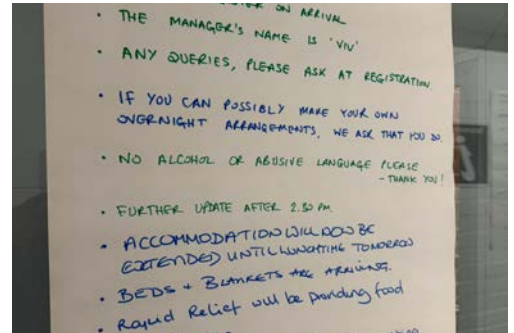 ON ARRIVAL
• THE MANAGER'S NAME IS 'VIV'
• ANY QUERIES, PLEASE ASK AT REGISTRATION
• IF YOU CAN POSSIBLY MAKE YOUR OWN
OVERNIGHT ARRANGEMENTS, WE ASK THAT YOU DO.
• NO ALCOHOL OR ABUSIVE LANGUAGE PLEASE
- THANK YOU!
• FURTHER UPDATE AFTER 2.30 PM.
• ACCOMMODATION WILL NOW BE
EXTENDED UNTIL LUNCHTIME TOMORROW
• BEDS + BLANKETS ARE ARRIVING.
• Rapid Relief will be providing food